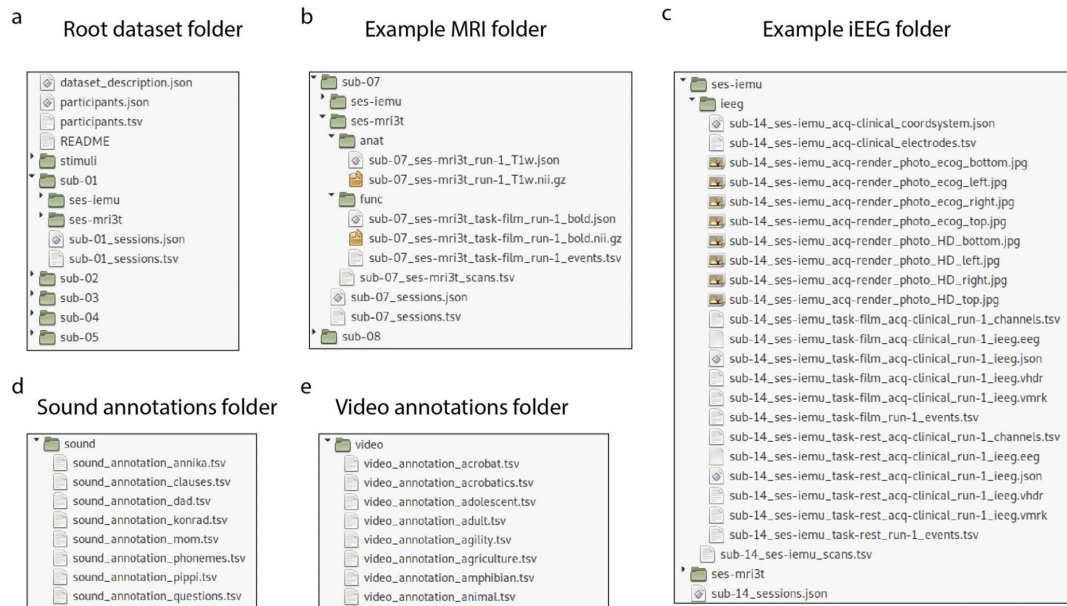 a
Root dataset folder
dataset_description.json
participants.json
participants.tsv
README
stimuli
sub-01
ses-iemu
ses-mri3t
sub-01_sessions.json
sub-01_sessions.tsv
sub-02
sub-03
sub-04
sub-05
b
Example MRI folder
sub-07
ses-iemu
ses-mri3t
anat
sub-07_ses-mri3t_run-1_T1w.json
sub-07_ses-mri3t_run-1_T1w.nii.gz
func
sub-07_ses-mri3t_task-film_run-1_bold.json
sub-07_ses-mri3t_task-film_run-1_bold.nii.gz
sub-07_ses-mri3t_task-film_run-1_events.tsv
sub-07_ses-mri3t_scans.tsv
sub-07_sessions.json
sub-07_sessions.tsv
sub-08
c
Example iEEG folder
ses-iemu
ieeg
sub-14_ses-iemu_acq-clinical_coordsystem.json
sub-14_ses-iemu_acq-clinical_electrodes.tsv
sub-14_ses-iemu_acq-render_photo_ecog_bottom.jpg
sub-14_ses-iemu_acq-render_photo_ecog_left.jpg
sub-14_ses-iemu_acq-render_photo_ecog_right.jpg
sub-14_ses-iemu_acq-render_photo_ecog_top.jpg
sub-14_ses-iemu_acq-render_photo_HD_bottom.jpg
sub-14_ses-iemu_acq-render_photo_HD_left.jpg
sub-14_ses-iemu_acq-render_photo_HD_right.jpg
sub-14_ses-iemu_acq-render_photo_HD_top.jpg
sub-14_ses-iemu_task-film_acq-clinical_run-1_channels.tsv
sub-14_ses-iemu_task-film_acq-clinical_run-1_ieeg.eeg
sub-14_ses-iemu_task-film_acq-clinical_run-1_ieeg.json
sub-14_ses-iemu_task-film_acq-clinical_run-1_ieeg.vhdr
sub-14_ses-iemu_task-film_acq-clinical_run-1_ieeg.vmrk
sub-14_ses-iemu_task-film_run-1_events.tsv
sub-14_ses-iemu_task-rest_acq-clinical_run-1_channels.tsv
sub-14_ses-iemu_task-rest_acq-clinical_run-1_ieeg.eeg
sub-14_ses-iemu_task-rest_acq-clinical_run-1_ieeg.json
sub-14_ses-iemu_task-rest_acq-clinical_run-1_ieeg.vhdr
sub-14_ses-iemu_task-rest_acq-clinical_run-1_ieeg.vmrk
sub-14_ses-iemu_task-rest_run-1_events.tsv
sub-14_ses-iemu_scans.tsv
ses-mri3t
sub-14_sessions.json
d
Sound annotations folder
sound
sound_annotation_annika.tsv
sound_annotation_clauses.tsv
sound_annotation_dad.tsv
sound_annotation_konrad.tsv
sound_annotation_mom.tsv
sound_annotation_phonemes.tsv
sound_annotation_pippi.tsv
sound_annotation_questions.tsv
e
Video annotations folder
video
video_annotation_acrobat.tsv
video_annotation_acrobatics.tsv
video_annotation_adolescent.tsv
video_annotation_adult.tsv
video_annotation_agility.tsv
video_annotation_agriculture.tsv
video_annotation_amphibian.tsv
video_annotation_animal.tsv